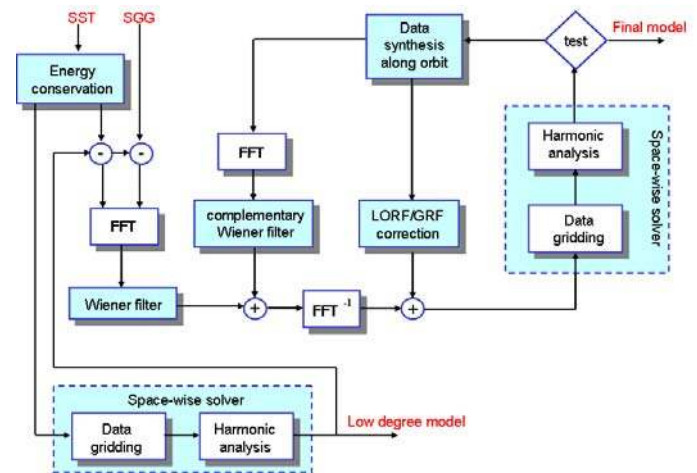 SST
SGG
Energy
conservation
-
-
FFT
Wiener filter
Data
synthesis
along orbit
FFT
complementary
Wiener filter
+
FFT -1
LORF/GRF
correction
+
test
Final model
Harmonic
analysis
Data
gridding
Space-wise solver
Space-wise solver
Data
gridding
Harmonic
analysis
Low degree model